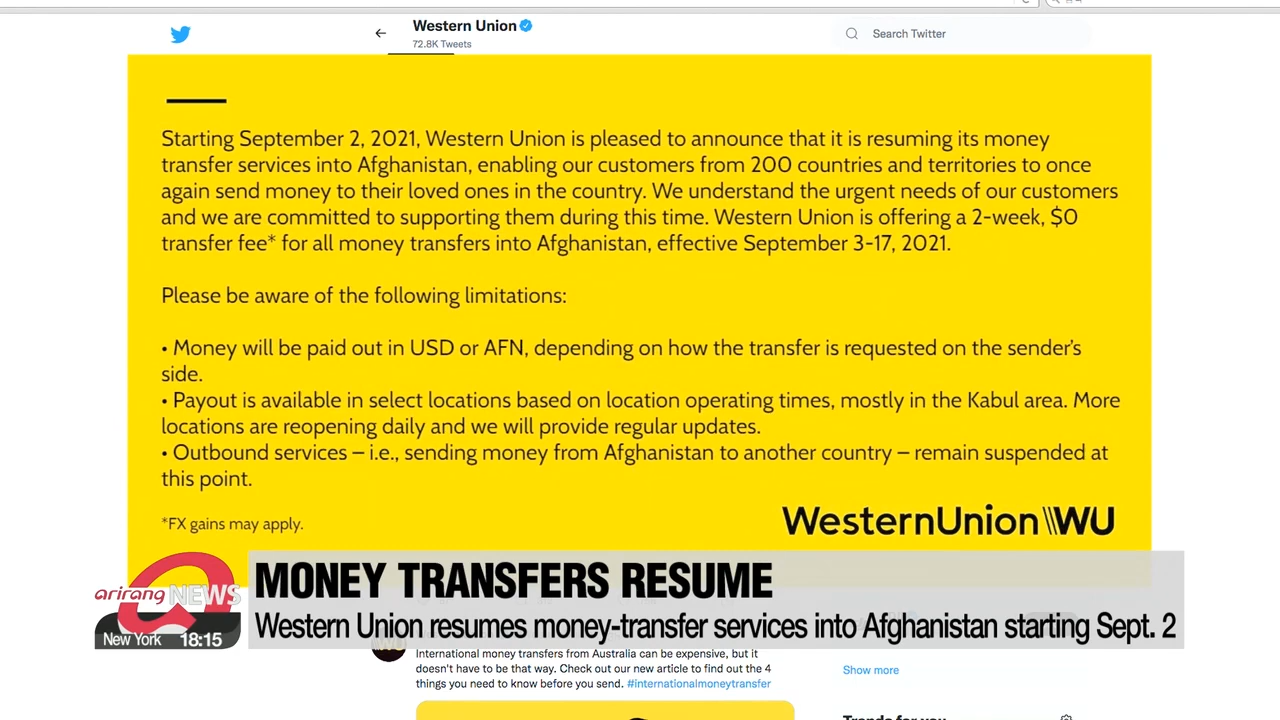 Western Union
72.8K Tweets
Search Twitter
Starting September 2, 2021, Western Union is pleased to announce that it is resuming its money
transfer services into Afghanistan, enabling our customers from 200 countries and territories to once
again send money to their loved ones in the country. We understand the urgent needs of our customers
and we are committed to supporting them during this time. Western Union is offering a 2-week, $0
transfer fee* for all money transfers into Afghanistan, effective September 3-17, 2021.
Please be aware of the following limitations:
• Money will be paid out in USD or AFN, depending on how the transfer is requested on the sender's
side.
• Payout is available in select locations based on location operating times, mostly in the Kabul area. More
locations are reopening daily and we will provide regular updates.
• Outbound services – i.e., sending money from Afghanistan to another country – remain suspended at
this point.
*FX gains may apply.
WesternUnion\\WU
arirang NEWS
New York 18:15
MONEY TRANSFERS RESUME
Western Union resumes money-transfer services into Afghanistan starting Sept. 2
International money transfers from Australia can be expensive, but it
doesn't have to be that way. Check out our new article to find out the 4
things you need to know before you send. #internationalmoneytransfer
Show more
Trends for you